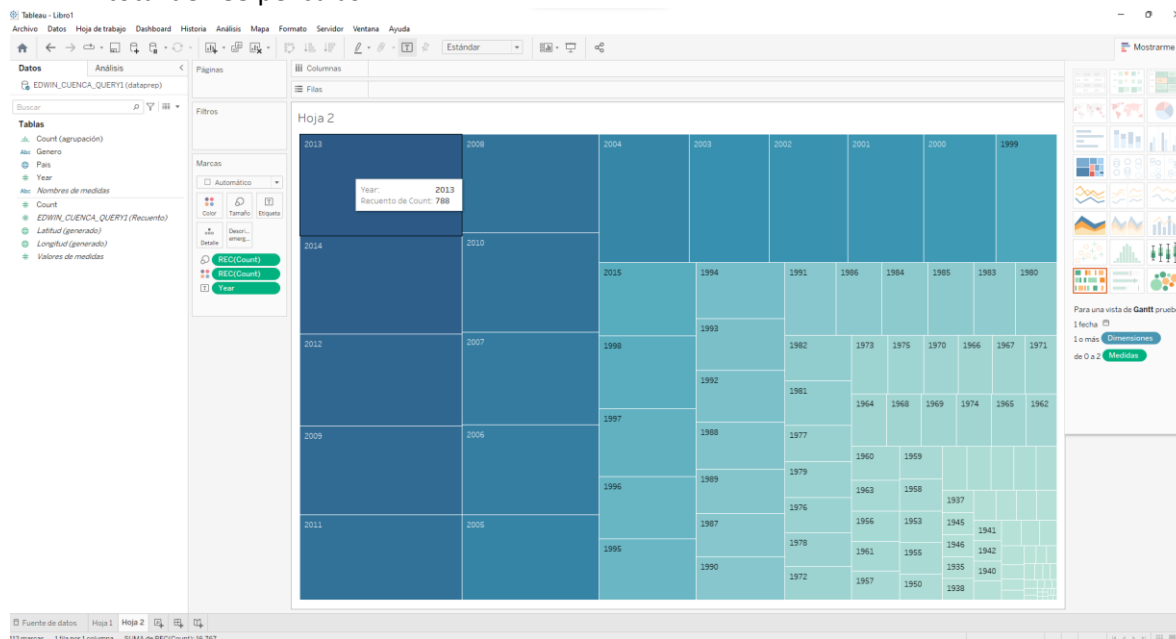 Tableau - Libro1
Archivo Datos Hoja de trabajo Dashboard Historia Análisis Mapa Formato Servidor Ventana Ayuda
Estándar
Mostrarme
Datos Análisis
EDWIN_CUENCA_QUERY1 (dataprep)
Buscar
Tablas
Count (agrupación)
Abc Genero
Pais
# Year
Abc Nombres de medidas
# Count
# EDWIN_CUENCA_QUERY1 (Recuento)
Latitud (generado)
Longitud (generado)
# Valores de medidas
Páginas
Filtros
Marcas
Automático
Color Tamaño Etiqueta
Detalle Descri... emerg...
REC(Count)
REC(Count)
Year
Columnas
Filas
Hoja 2
2013 2008 2004 2003 2002 2001 2000 1999
Year: 2013
Recuento de Count: 788
2014 2010
2015 1994 1991 1986 1984 1985 1983 1980
1993
2012 2007 1998 1982 1973 1975 1970 1966 1967 1971
1992
1981
1964 1968 1969 1974 1965 1962
1997
2009 2006 1988 1977
1960 1959
1989 1979
1996 1963 1958
1937
1976
2011 2005 1987 1956 1953 1945
1941
1995 1978 1961 1955 1946 1942
1990 1972 1957 1950 1935 1940
1938
Para una vista de Gantt prueb
1 fecha
1 o más Dimensiones
de 0 a 2 Medidas
Fuente de datos Hoja 1 Hoja 2